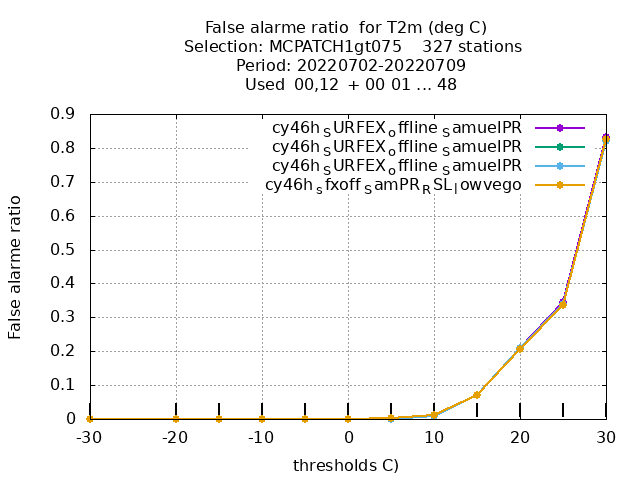 False alarme ratio for T2m (deg C)
Selection: MCPATCH1gt075 327 stations
Period: 20220702-20220709
Used 00,12 + 00 01 ... 48
0.9
0.8
0.7
0.6
0.5
0.4
0.3
0.2
0.1
0
False alarme ratio
cy46h_SURFEX_offline_SamuelPR
cy46h_SURFEX_offline_SamuelPR
cy46h_SURFEX_offline_SamuelPR
cy46h_sfxoff_SamPR_RSL_lowvego
-30 -20 -10 0 10 20 30
thresholds C)